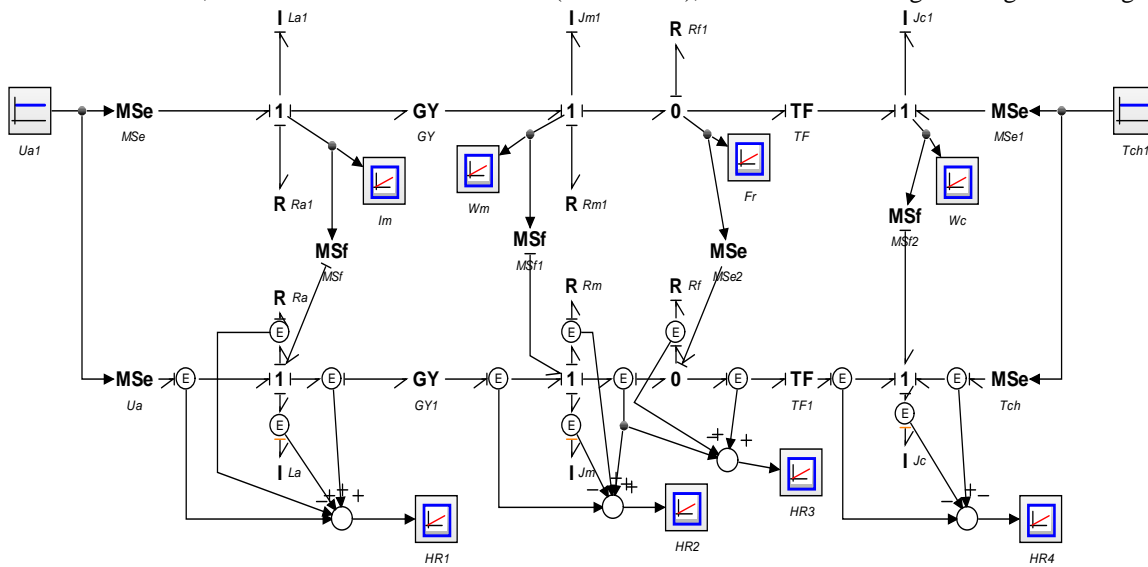 I La1
I Jm1
R Rf1
I Jc1
MSe 1 GY 1 0 TF 1 MSe
Ua1 MSe GY TF MSe1 Tch1
R Ra1
Im
Wm
R Rm1
Fr
Wc
MSf
MSf
MSf1
MSf
MSf2
MSe
MSe2
R Ra
R Rm
R Rf
E E E
MSe E 1 E GY E 1 E 0 E TF E 1 E MSe
Ua GY1 TF1 Tch
E E E
I La
I Jm
I Jc
- + +
- + + +
- + +
- + -
HR1
HR2
HR3
HR4